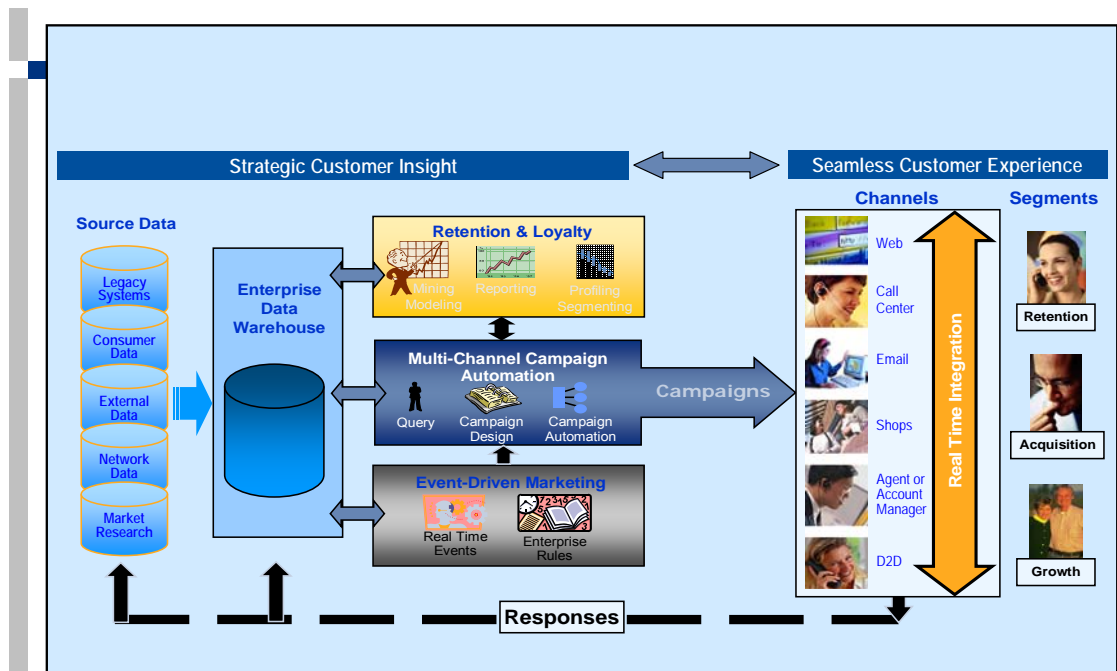 Strategic Customer Insight
Seamless Customer Experience
Source Data
Legacy
Systems
Consumer
Data
External
Data
Network
Data
Market
Research
Enterprise
Data
Warehouse
Retention & Loyalty
Mining
Modeling
Reporting
Profiling
Segmenting
Multi-Channel Campaign
Automation
Query
Campaign
Design
Campaign
Automation
Event-Driven Marketing
Real Time
Events
Enterprise
Rules
Campaigns
Channels
Web
Call
Center
Email
Shops
Agent or
Account
Manager
D2D
Real Time Integration
Segments
Retention
Acquisition
Growth
Responses